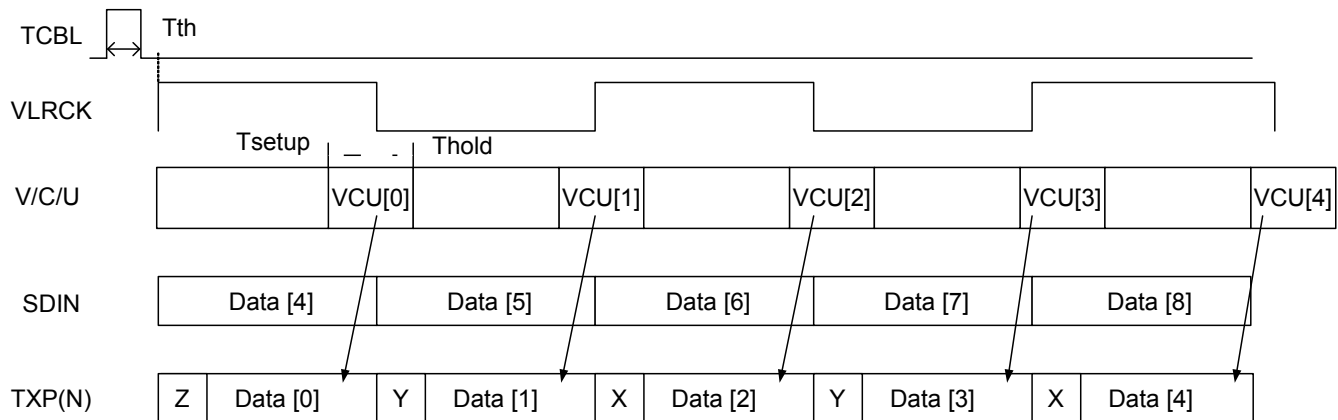 TCBL
Tth
VLRCK
Tsetup
Thold
V/C/U
VCU[0]
VCU[1]
VCU[2]
VCU[3]
VCU[4]
SDIN
Data [4]
Data [5]
Data [6]
Data [7]
Data [8]
TXP(N)
Z
Data [0]
Y
Data [1]
X
Data [2]
Y
Data [3]
X
Data [4]